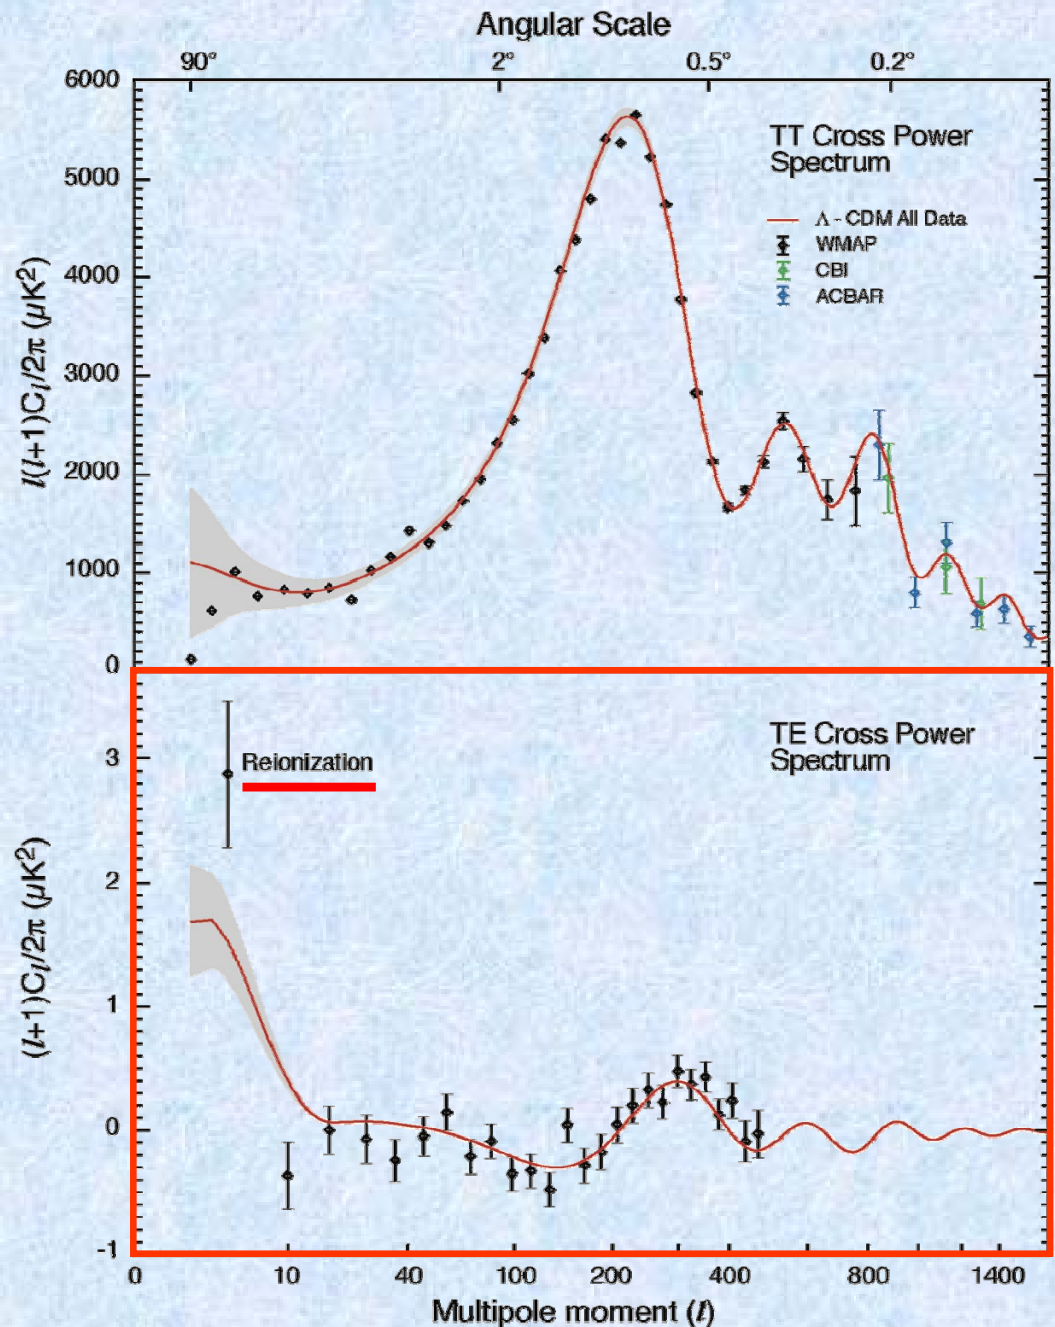 Angular Scale
90° 2° 0.5° 0.2°
6000
5000
4000
3000
2000
1000
0
l(l+1)Cl/2π (μK²)
TT Cross Power
Spectrum
Λ - CDM All Data
WMAP
CBI
ACBAR
3
2
1
0
-1
(l+1)Cl/2π (μK²)
Reionization
TE Cross Power
Spectrum
0 10 40 100 200 400 800 1400
Multipole moment (l)